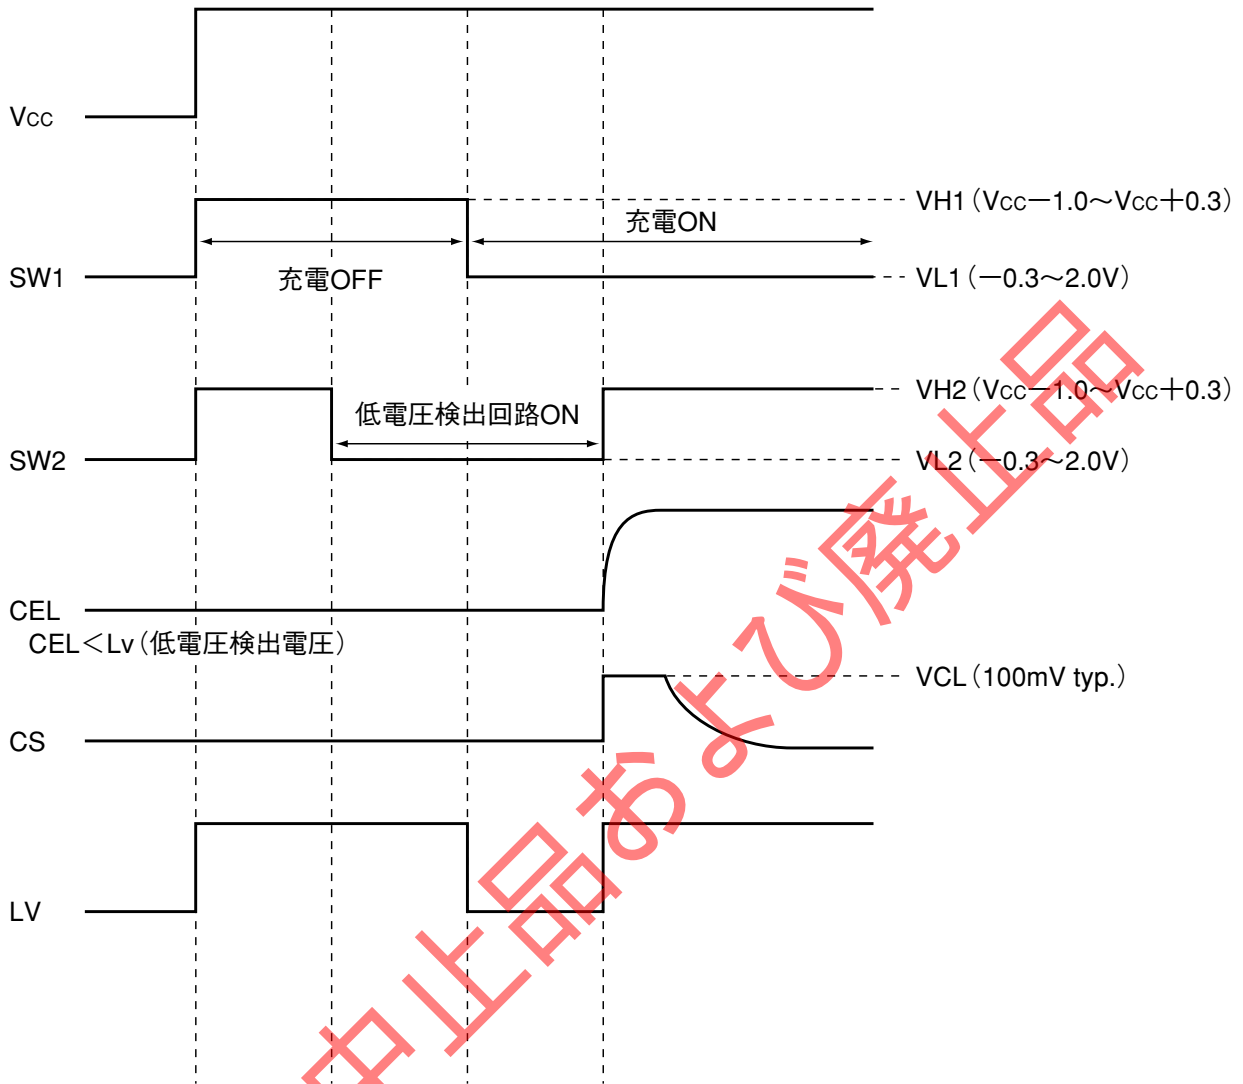 Vcc
VH1（Vcc－1.0～Vcc＋0.3）
充電ON
SW1
充電OFF
VL1（－0.3～2.0V）
VH2（Vcc－1.0～Vcc＋0.3）
低電圧検出回路ON
SW2
VL2（－0.3～2.0V）
CEL
CEL＜Lv（低電圧検出電圧）
VCL（100mV typ.）
CS
LV
中止品および廃止品